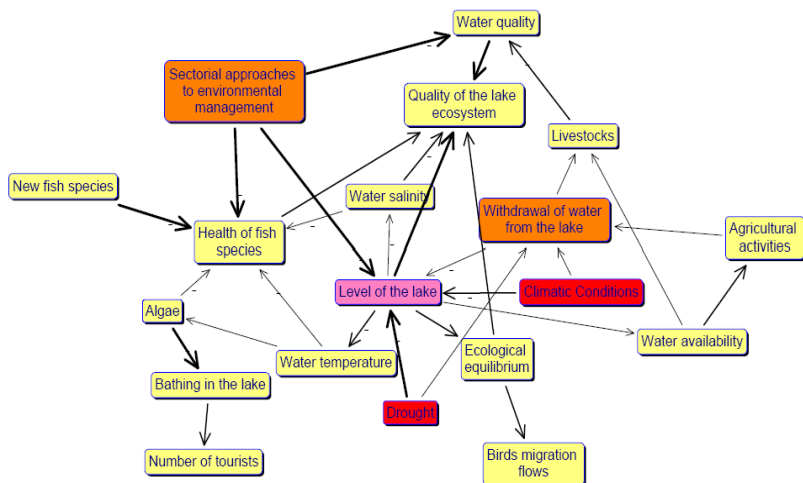 Water quality
Sectorial approaches
to environmental
management
Quality of the lake
ecosystem
Livestocks
New fish species
Water salinity
Health of fish
species
Withdrawal of water
from the lake
Agricultural
activities
Level of the lake
Climatic Conditions
Algae
Water temperature
Ecological
equilibrium
Water availability
Bathing in the lake
Drought
Number of tourists
Birds migration
flows